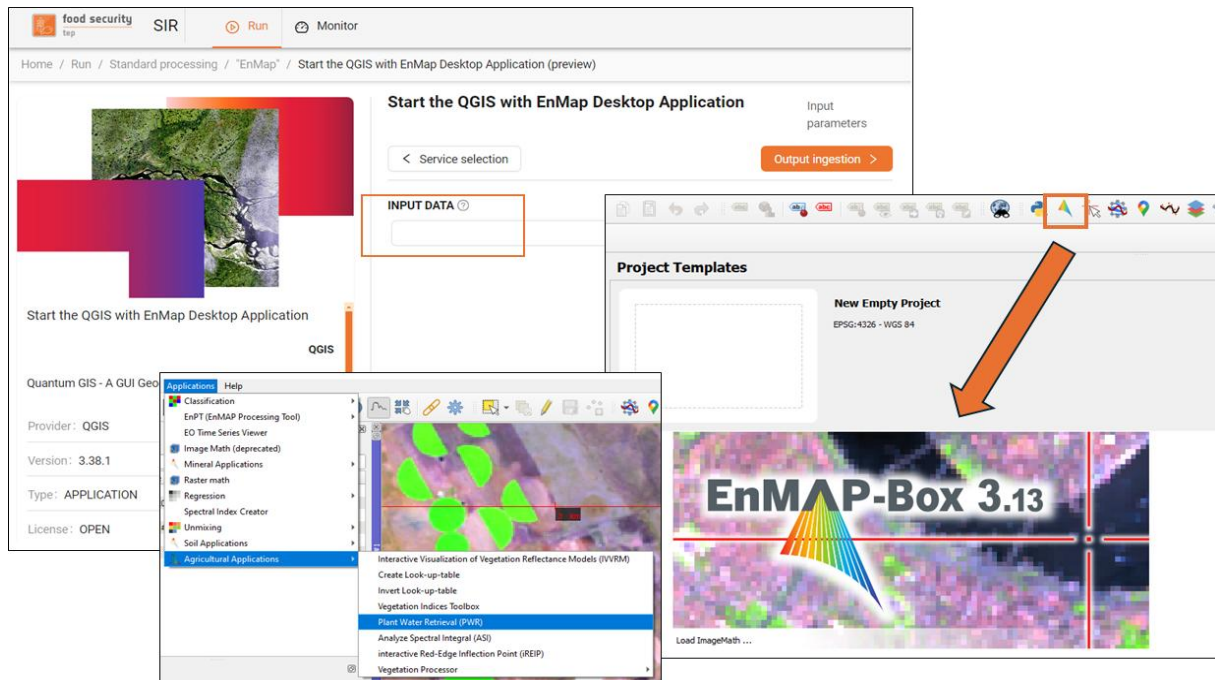 food security
tep
SIR
Run
Monitor
Home / Run / Standard processing / "EnMap" / Start the QGIS with EnMap Desktop Application (preview)
Start the QGIS with EnMap Desktop Application
Input
parameters
< Service selection
Output ingestion >
INPUT DATA
Start the QGIS with EnMap Desktop Application
QGIS
Quantum GIS - A GUI Geo
Provider: QGIS
Version: 3.38.1
Type: APPLICATION
License: OPEN
Project Templates
New Empty Project
EPSG:4326 - WGS 84
EnMAP-Box 3.13
Load ImageMath ...
Applications Help
Classification
EnPT (EnMAP Processing Tool)
EO Time Series Viewer
Image Math (deprecated)
Mineral Applications
Raster math
Regression
Spectral Index Creator
Unmixing
Soil Applications
Agricultural Applications
Interactive Visualization of Vegetation Reflectance Models (IVVRM)
Create Look-up-table
Invert Look-up-table
Vegetation Indices Toolbox
Plant Water Retrieval (PWR)
Analyze Spectral Integral (ASI)
interactive Red-Edge Inflection Point (iREIP)
Vegetation Processor